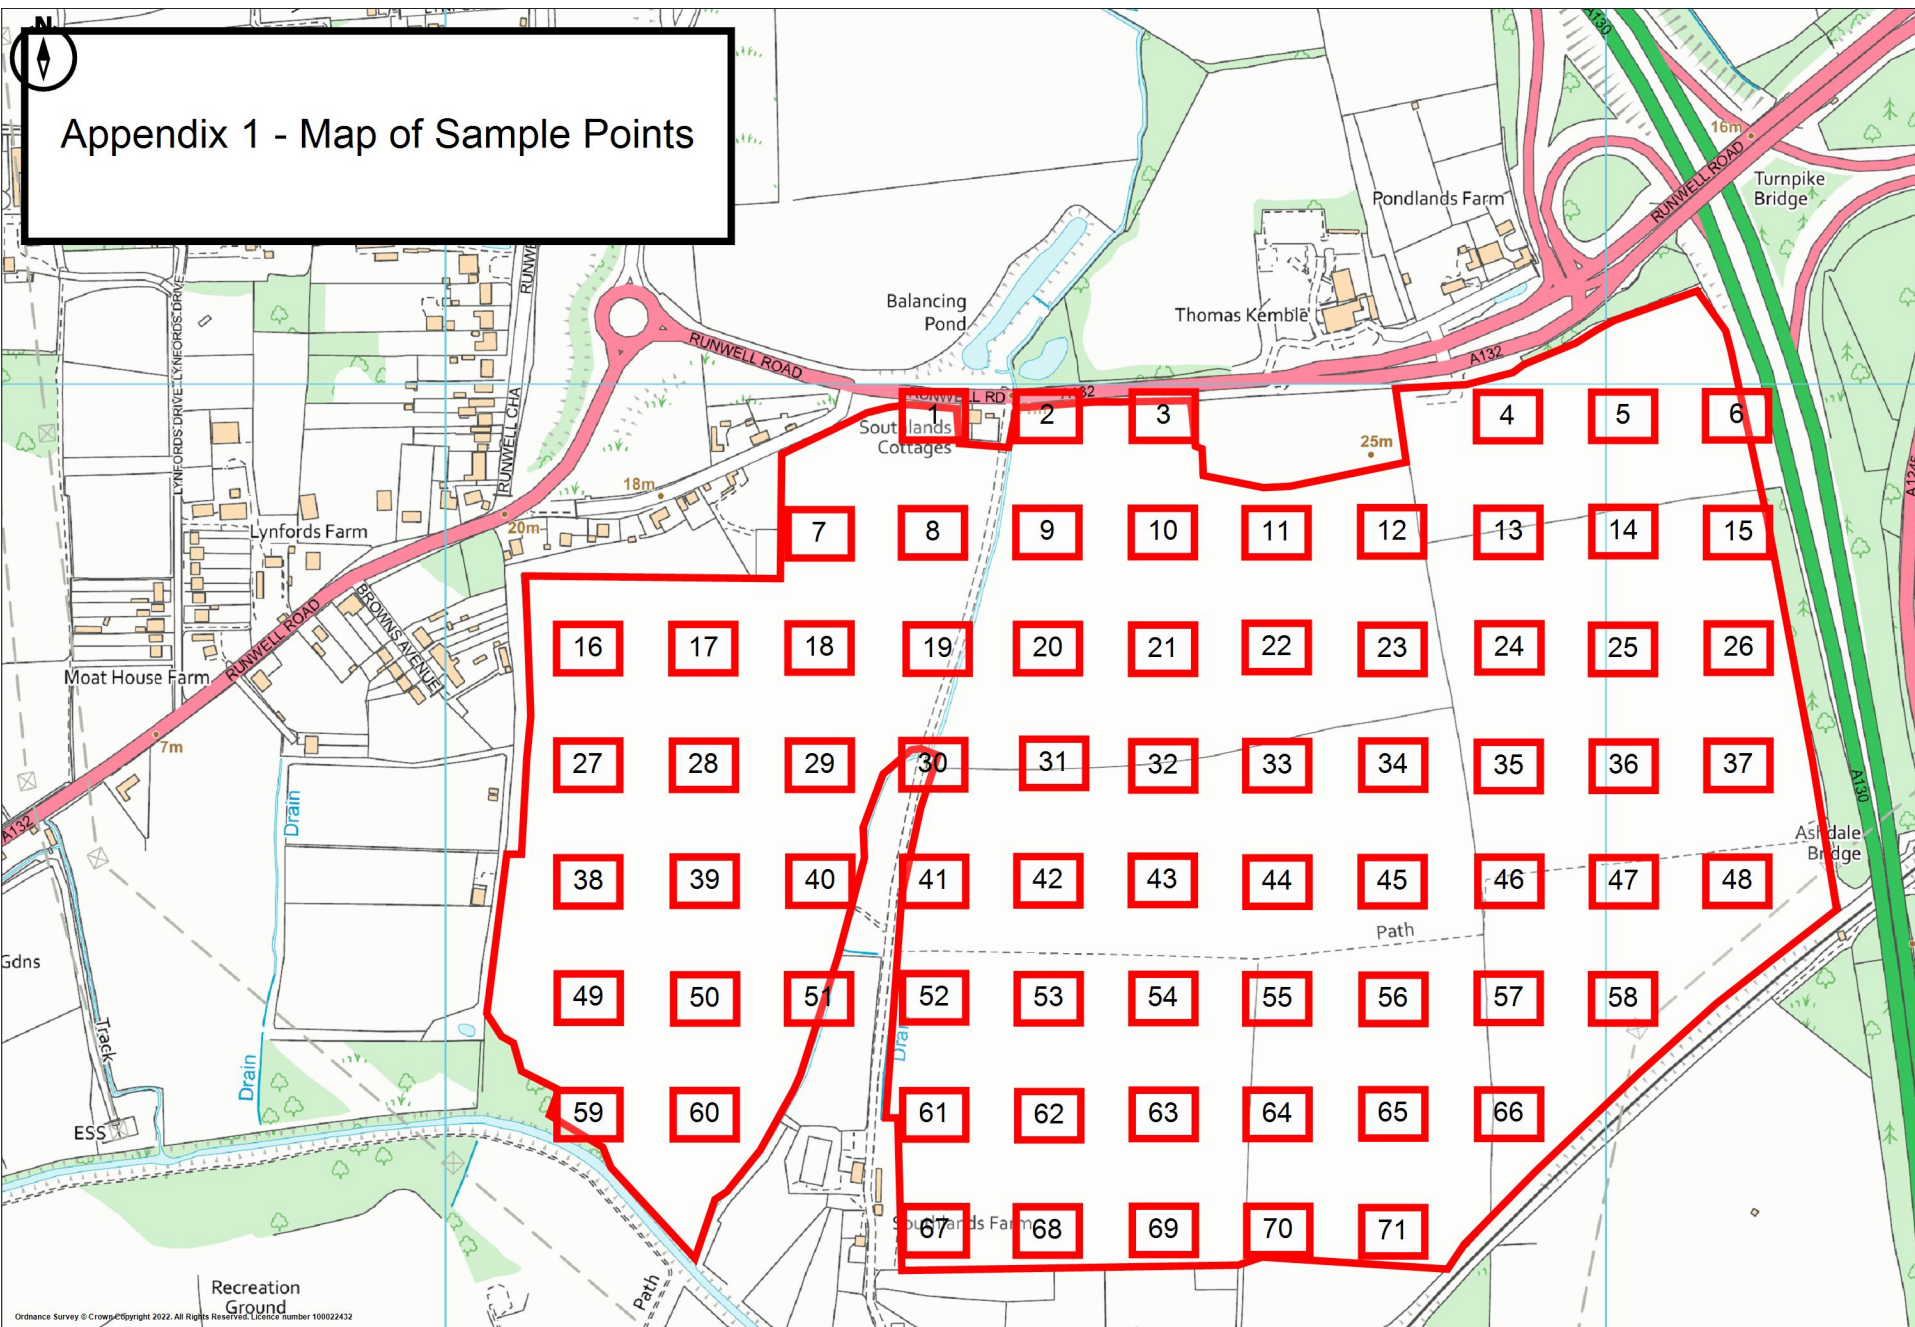 N
Appendix 1 - Map of Sample Points
A130
16m
RUNWELL ROAD
Turnpike
Bridge
Pondlands Farm
LYNFORDS DRIVE
LYNFORDS DRIVE
RUNWELL CHA
Balancing
Pond
Thomas Kemble
RUNWELL ROAD
A132
RUNWELL RD
A132
1
2
3
4
5
6
Southlands
Cottages
25m
18m
20m
Lynfords Farm
7
8
9
10
11
12
13
14
15
BROWNS AVENUE
RUNWELL ROAD
Moat House Farm
16
17
18
19
20
21
22
23
24
25
26
7m
27
28
29
30
31
32
33
34
35
36
37
A130
Drain
A132
Ashdale
Bridge
38
39
40
41
42
43
44
45
46
47
48
Path
Gdns
49
50
51
52
53
54
55
56
57
58
Track
Drain
ESS
59
60
61
62
63
64
65
66
Southlands Farm
67
68
69
70
71
Recreation
Ground
Path
Ordnance Survey © Crown Copyright 2022. All Rights Reserved. Licence number 100022432